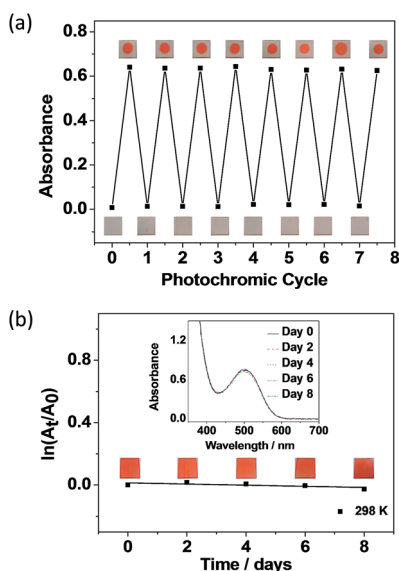 (a)
0.8
0.6
0.4
0.2
0.0
Absorbance
0 1 2 3 4 5 6 7 8
Photochromic Cycle
(b)
0.8
0.4
0.0
ln(At/A0)
1.2
0.6
0.0
Absorbance
Day 0
Day 2
Day 4
Day 6
Day 8
400 500 600 700
Wavelength / nm
298 K
0 2 4 6 8
Time / days